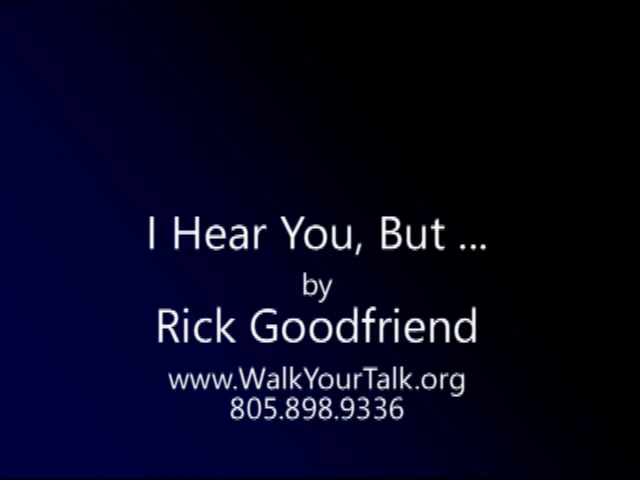 I Hear You, But ...
by
Rick Goodfriend
www.WalkYourTalk.org
805.898.9336